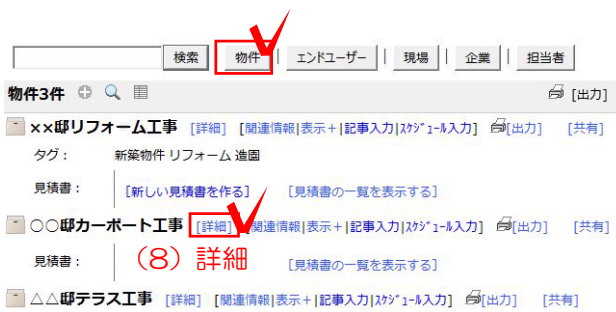 検索 物件 | エンドユーザー | 現場 | 企業 | 担当者
物件3件 [出力]
××邸リフォーム工事 [詳細] [関連情報|表示+|記事入力|ｽｹｼﾞｭｰﾙ入力] [出力] [共有]
タグ： 新築物件 リフォーム 造園
見積書： [新しい見積書を作る] [見積書の一覧を表示する]
○○邸カーポート工事 [詳細] [関連情報|表示+|記事入力|ｽｹｼﾞｭｰﾙ入力] [出力] [共有]
見積書： （8）詳細 [見積書の一覧を表示する]
△△邸テラス工事 [詳細] [関連情報|表示+|記事入力|ｽｹｼﾞｭｰﾙ入力] [出力] [共有]